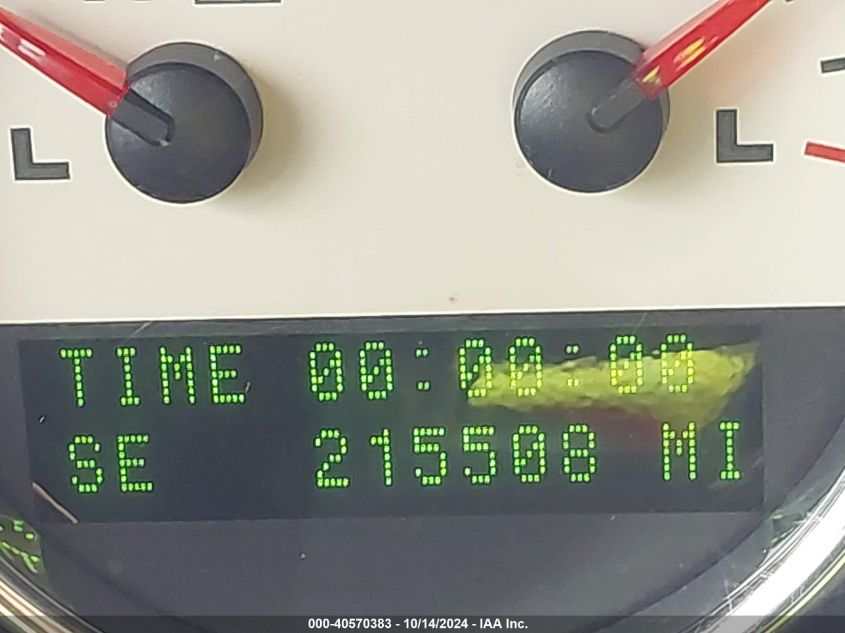 L
L
TIME 00:00:00
SE 215508 MI
000-40570383 - 10/14/2024 - IAA Inc.